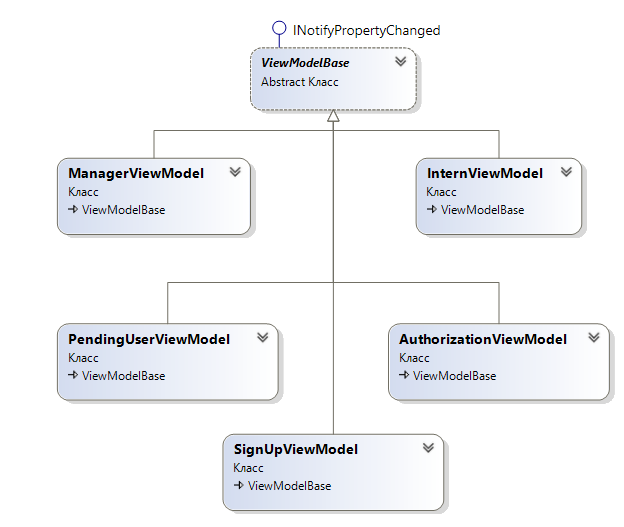 INotifyPropertyChanged
ViewModelBase
Abstract Класс
ManagerViewModel
Класс
ViewModelBase
InternViewModel
Класс
ViewModelBase
PendingUserViewModel
Класс
ViewModelBase
AuthorizationViewModel
Класс
ViewModelBase
SignUpViewModel
Класс
ViewModelBase